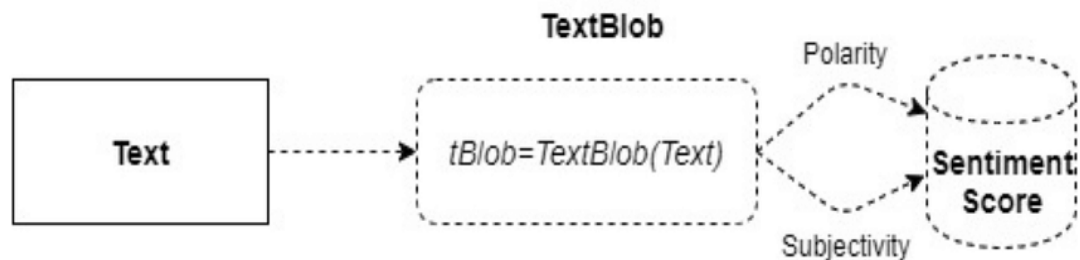 TextBlob
Polarity
Text
tBlob=TextBlob(Text)
Sentiment
Score
Subjectivity